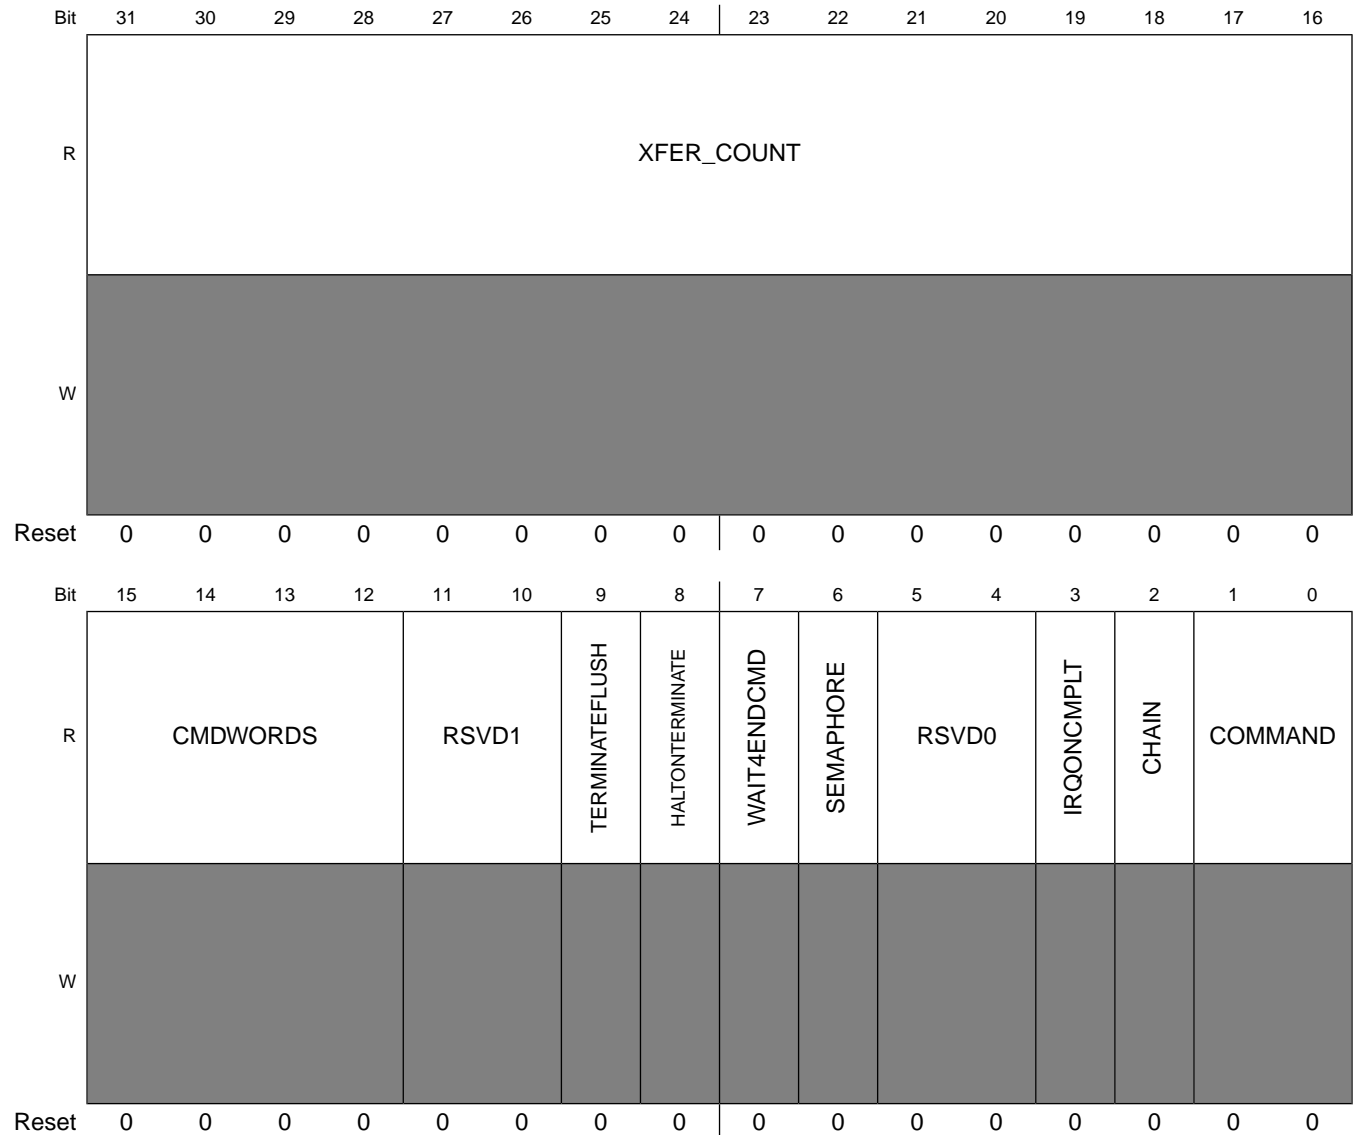 Bit 31 30 29 28 27 26 25 24 23 22 21 20 19 18 17 16
R XFER_COUNT
W
Reset 0 0 0 0 0 0 0 0 0 0 0 0 0 0 0 0
Bit 15 14 13 12 11 10 9 8 7 6 5 4 3 2 1 0
R CMDWORDS RSVD1 TERMINATEFLUSH HALTONTERMINATE WAIT4ENDCMD SEMAPHORE RSVD0 IRQONCMPLT CHAIN COMMAND
W
Reset 0 0 0 0 0 0 0 0 0 0 0 0 0 0 0 0